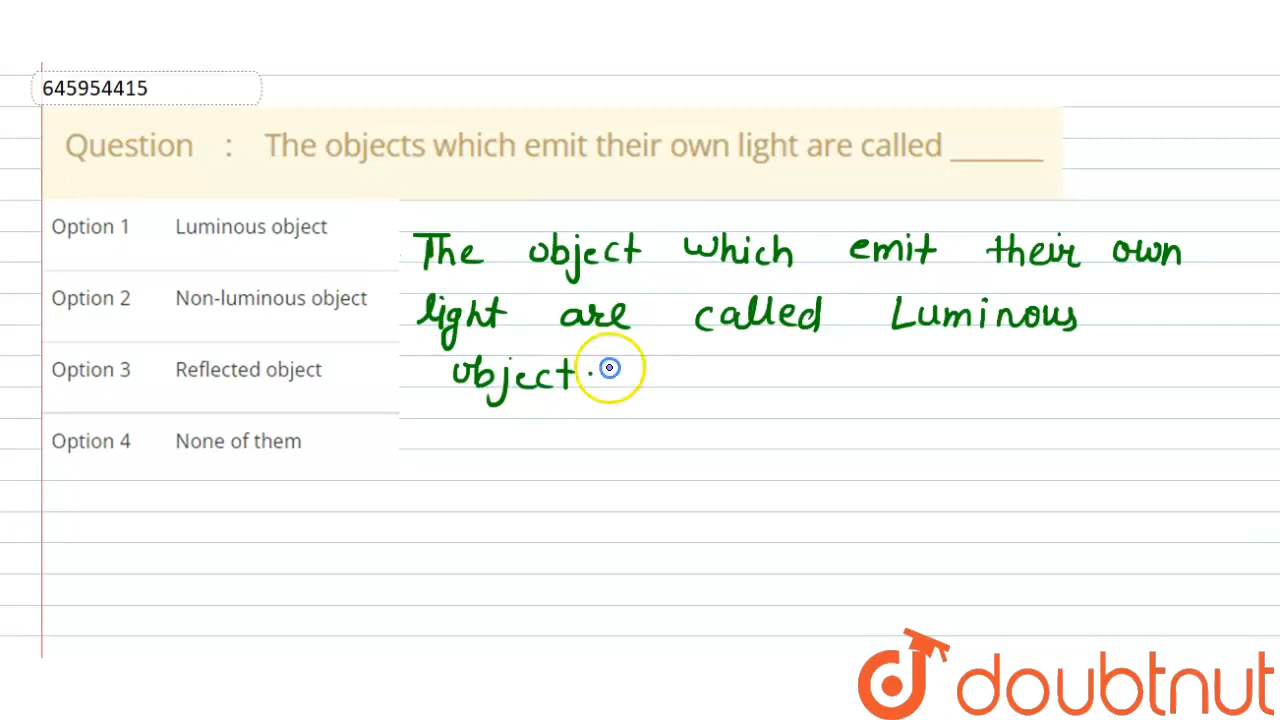 645954415
Question : The objects which emit their own light are called ______
Option 1 Luminous object
Option 2 Non-luminous object
Option 3 Reflected object
Option 4 None of them
The object which emit their own
light are called Luminous
object.
doubtnut